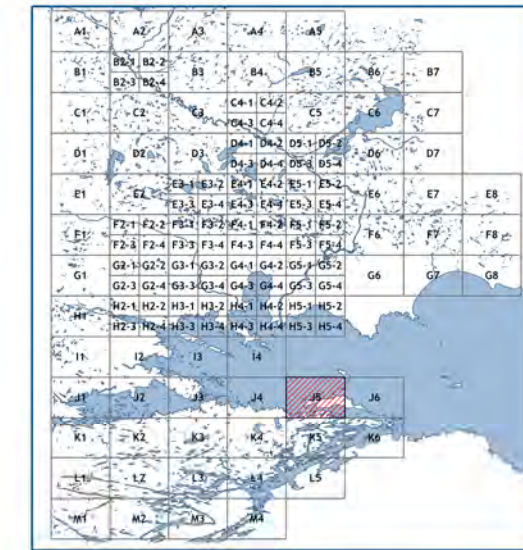 A1 A2 A3 A4 A5
B1 B2-1 B2-2 B3 B4 B5 B6 B7
B2-3 B2-4
C1 C2 C3 C4-1 C4-2 C5 C6 C7
C4-3 C4-4
D1 D2 D3 D4-1 D4-2 D5-1 D5-2 D6 D7
D4-3 D4-4 D5-3 D5-4
E1 E2 E3-1 E3-2 E4-1 E4-2 E5-1 E5-2 E6 E7 E8
E3-3 E3-4 E4-3 E4-4 E5-3 E5-4
F1 F2-1 F2-2 F3-1 F3-2 F4-1 F4-2 F5-1 F5-2 F6 F7 F8
F2-3 F2-4 F3-3 F3-4 F4-3 F4-4 F5-3 F5-4
G1 G2-1 G2-2 G3-1 G3-2 G4-1 G4-2 G5-1 G5-2 G6 G7 G8
G2-3 G2-4 G3-3 G3-4 G4-3 G4-4 G5-3 G5-4
H1 H2-1 H2-2 H3-1 H3-2 H4-1 H4-2 H5-1 H5-2
H2-3 H2-4 H3-3 H3-4 H4-3 H4-4 H5-3 H5-4
I1 I2 I3 I4
J1 J2 J3 J4 J5 J6
K1 K2 K3 K4 K5 K6
L1 L2 L3 L4 L5
M1 M2 M3 M4